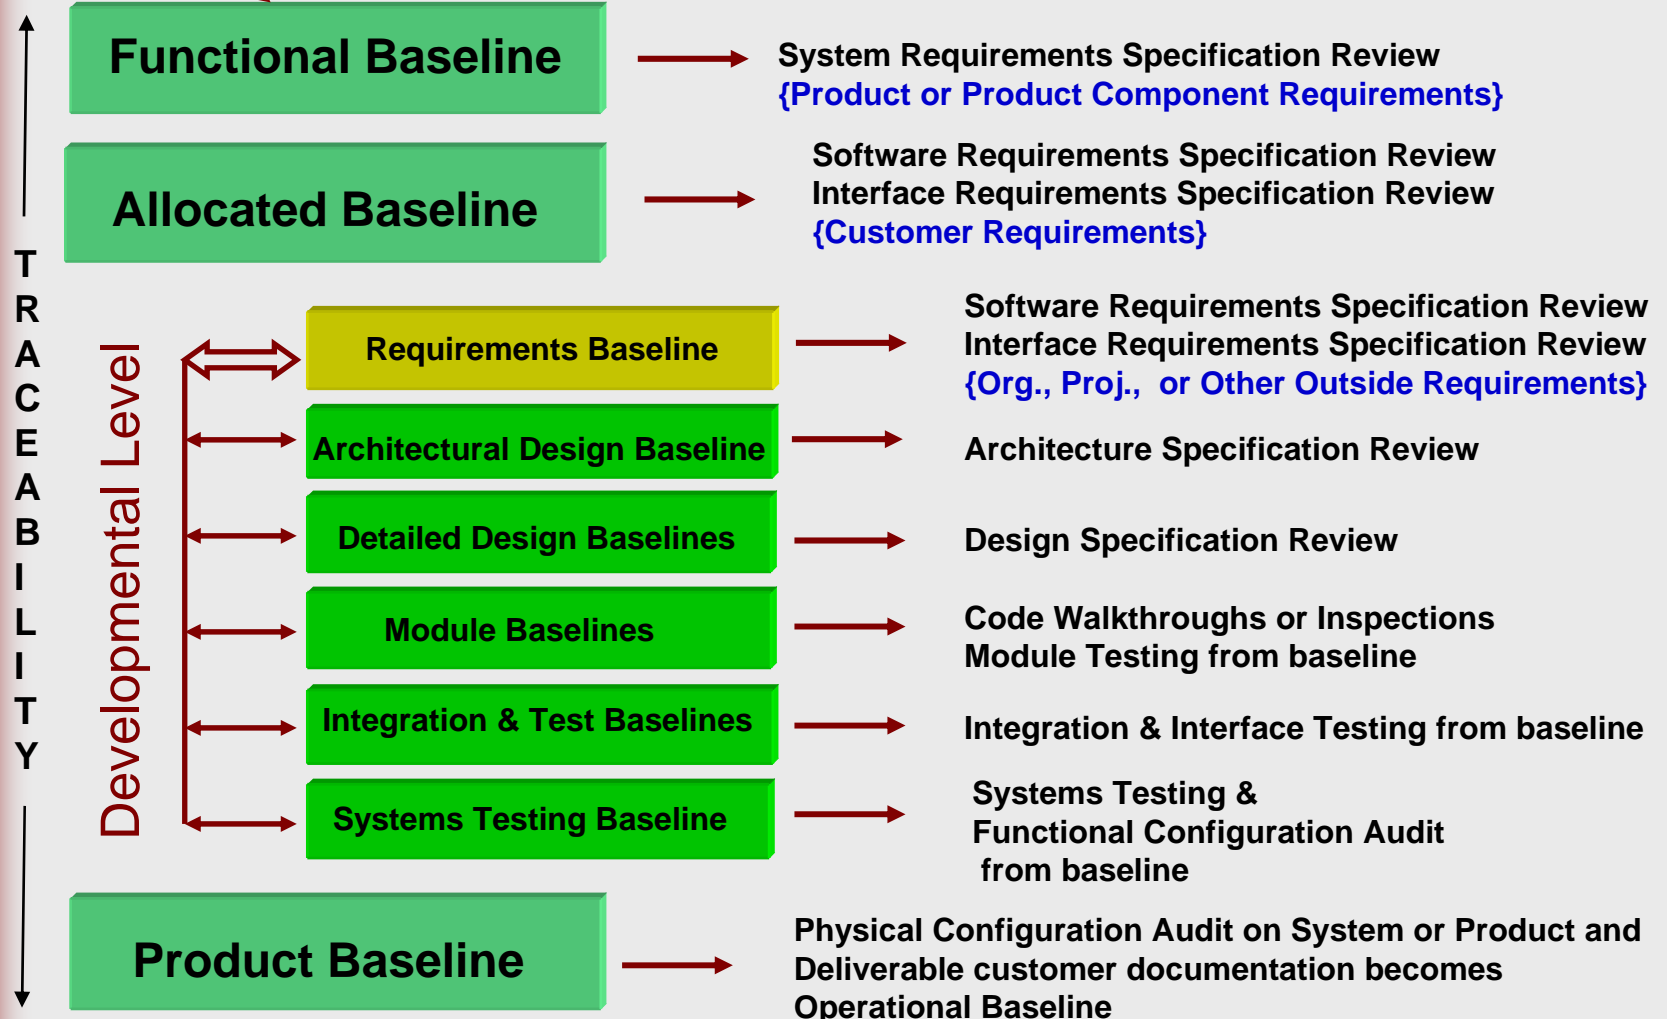 Functional Baseline
System Requirements Specification Review
{Product or Product Component Requirements}
Allocated Baseline
Software Requirements Specification Review
Interface Requirements Specification Review
{Customer Requirements}
TRACEABILITY
Developmental Level
Requirements Baseline
Software Requirements Specification Review
Interface Requirements Specification Review
{Org., Proj., or Other Outside Requirements}
Architectural Design Baseline
Architecture Specification Review
Detailed Design Baselines
Design Specification Review
Module Baselines
Code Walkthroughs or Inspections
Module Testing from baseline
Integration & Test Baselines
Integration & Interface Testing from baseline
Systems Testing Baseline
Systems Testing &
Functional Configuration Audit
from baseline
Product Baseline
Physical Configuration Audit on System or Product and
Deliverable customer documentation becomes
Operational Baseline